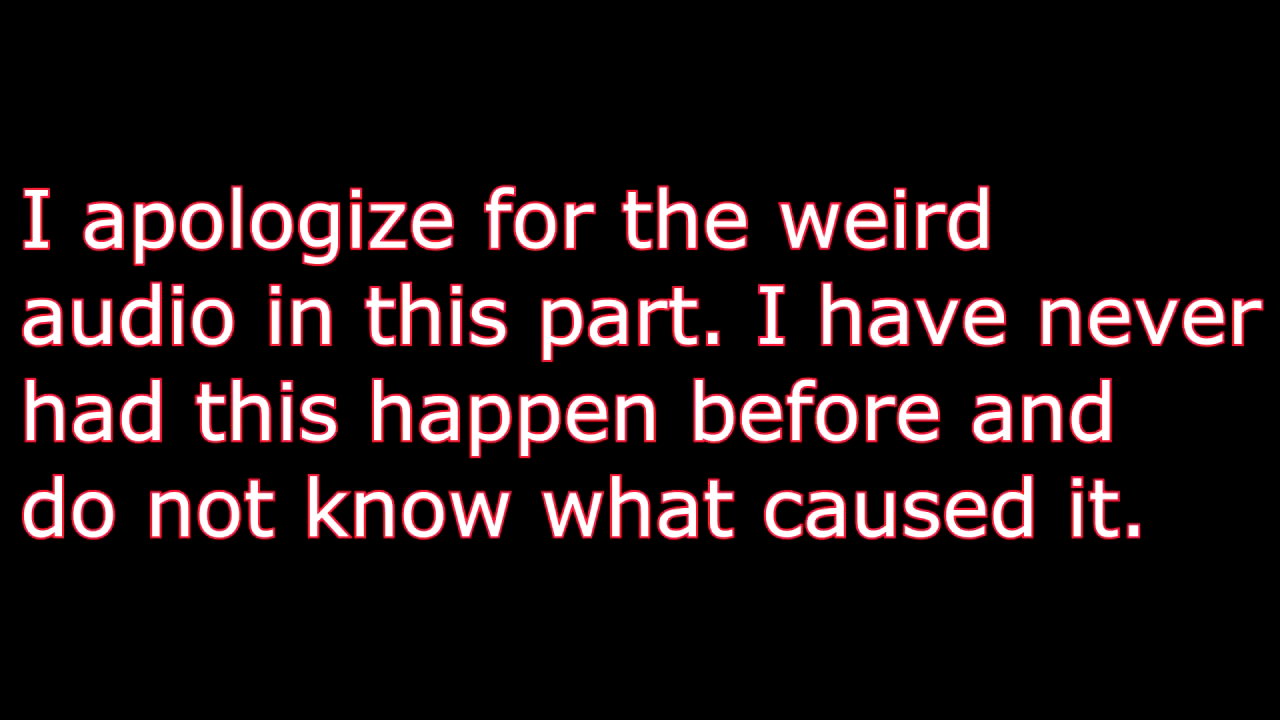 I apologize for the weird
audio in this part. I have never
had this happen before and
do not know what caused it.